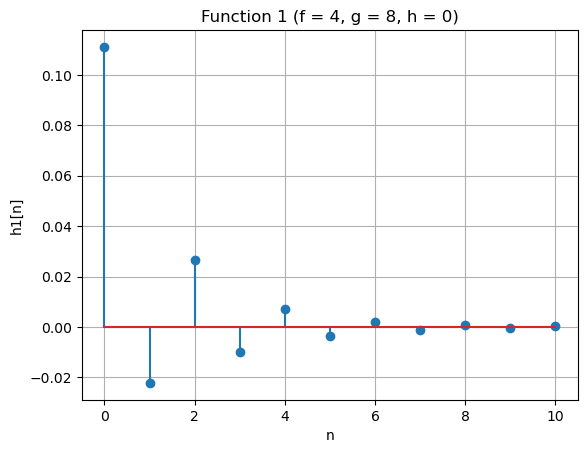 Function 1 (f = 4, g = 8, h = 0)
0.10
0.08
0.06
0.04
0.02
0.00
−0.02
h1[n]
0 2 4 6 8 10
n